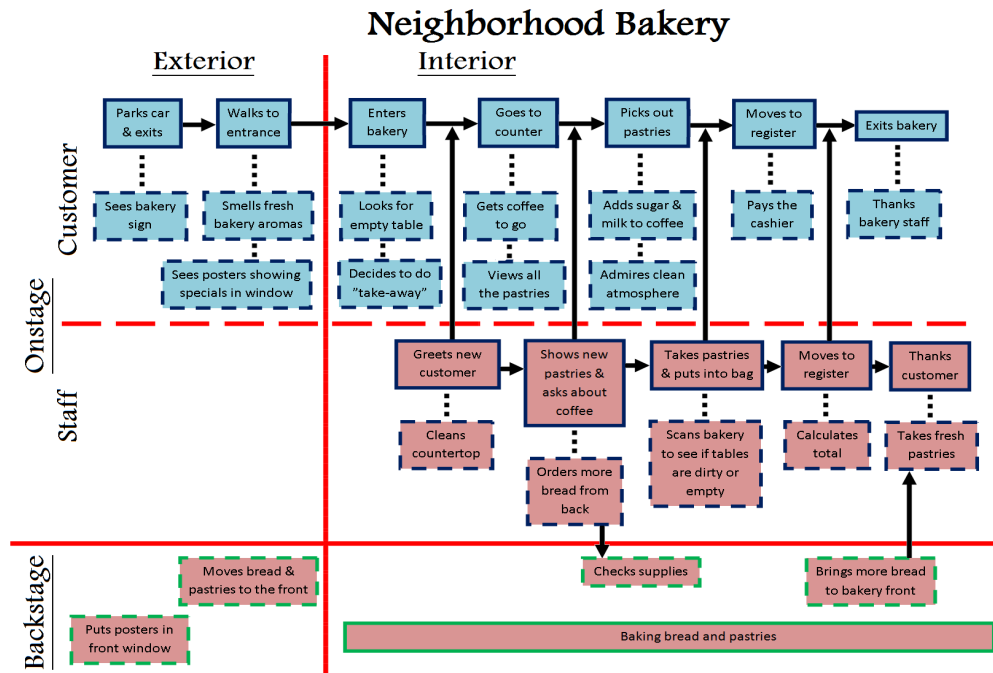 Neighborhood Bakery
Exterior
Interior
Customer
Onstage
Staff
Backstage
Parks car
& exits
Walks to
entrance
Enters
bakery
Goes to
counter
Picks out
pastries
Moves to
register
Exits bakery
Sees bakery
sign
Smells fresh
bakery aromas
Looks for
empty table
Gets coffee
to go
Adds sugar &
milk to coffee
Pays the
cashier
Thanks
bakery staff
Sees posters showing
specials in window
Decides to do
"take-away"
Views all
the pastries
Admires clean
atmosphere
Greets new
customer
Shows new
pastries &
asks about
coffee
Takes pastries
& puts into bag
Moves to
register
Thanks
customer
Cleans
countertop
Orders more
bread from
back
Scans bakery
to see if tables
are dirty or
empty
Calculates
total
Takes fresh
pastries
Moves bread &
pastries to the front
Checks supplies
Brings more bread
to bakery front
Puts posters in
front window
Baking bread and pastries